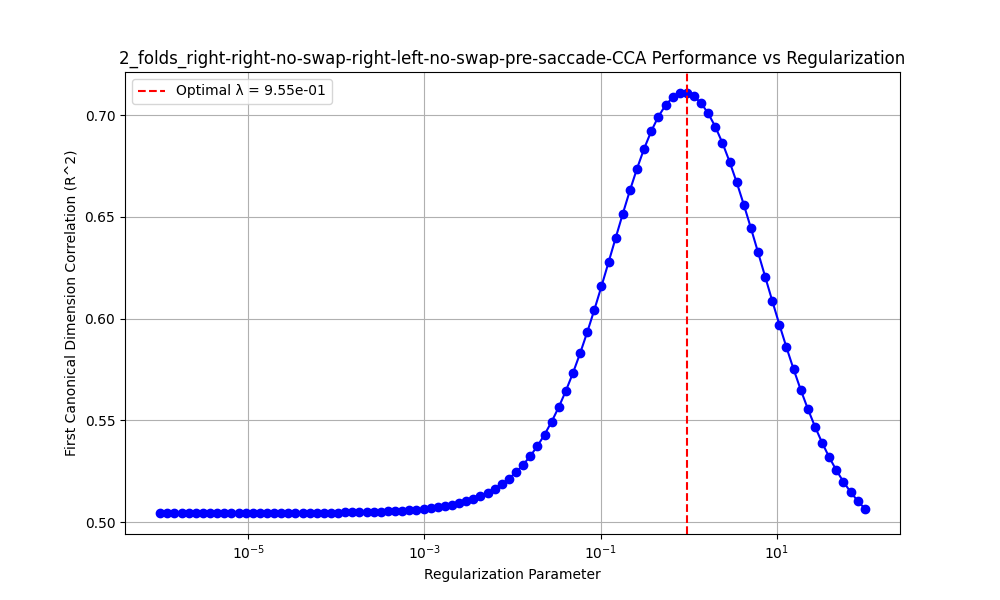 2_folds_right-right-no-swap-right-left-no-swap-pre-saccade-CCA Performance vs Regularization
Optimal λ = 9.55e-01
First Canonical Dimension Correlation (R^2)
0.70
0.65
0.60
0.55
0.50
10⁻⁵
10⁻³
10⁻¹
10¹
Regularization Parameter